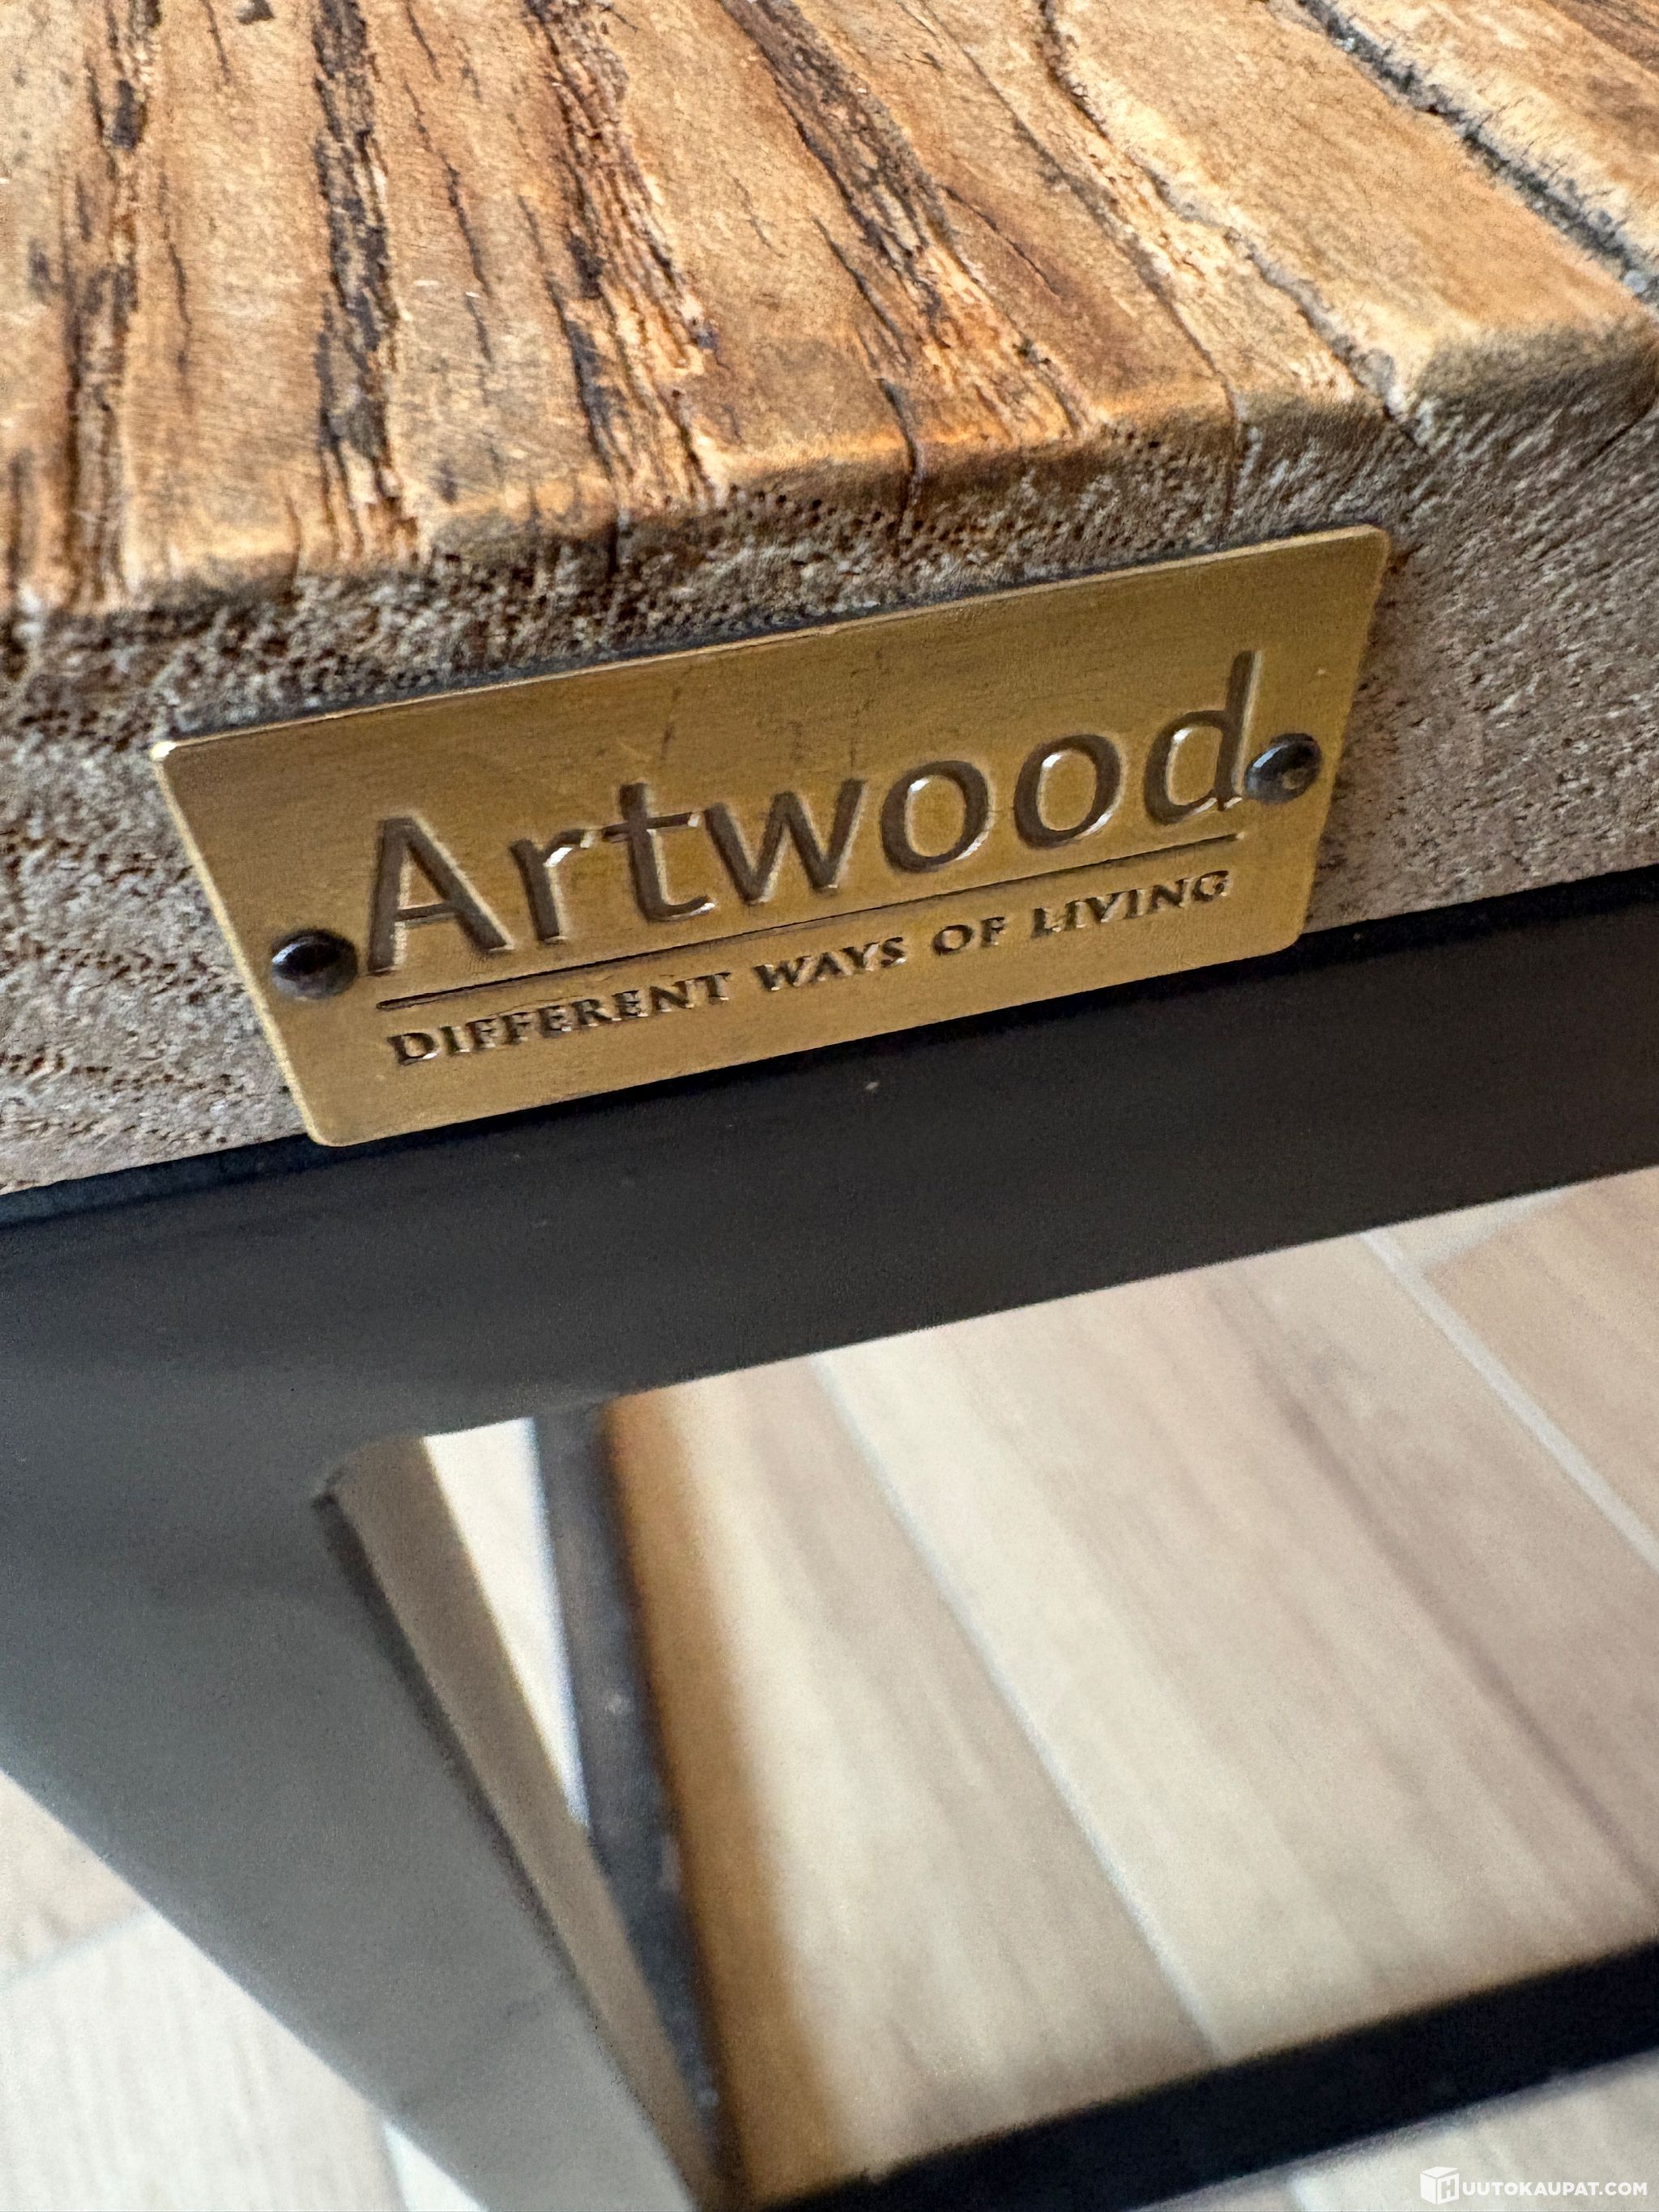 Artwood
DIFFERENT WAYS OF LIVING
HUUTOKAUPAT.COM